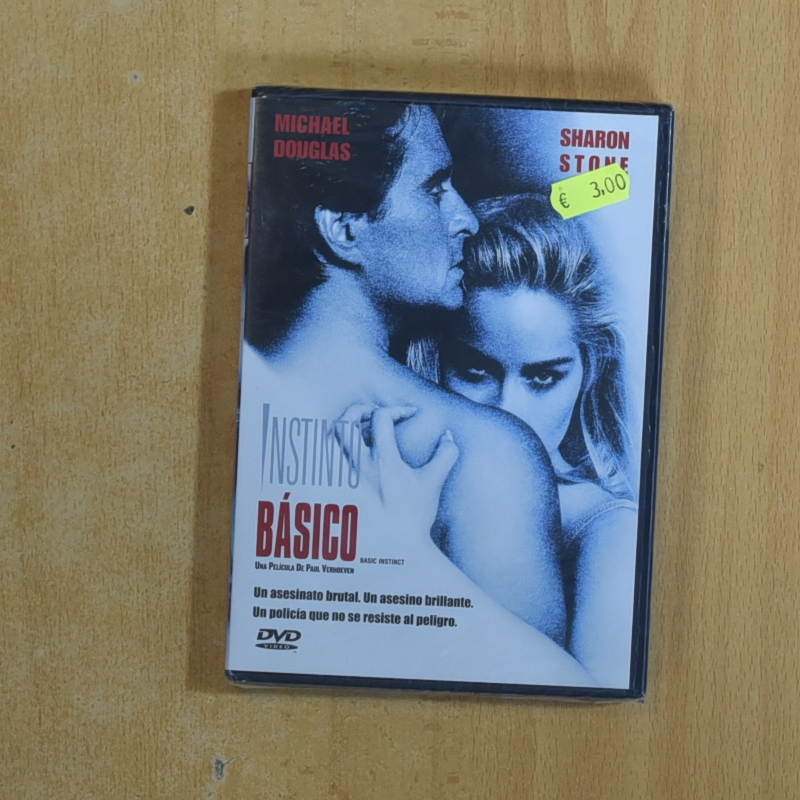 MICHAEL
DOUGLAS
SHARON
STONE
€ 3,00
INSTINTO
BÁSICO
BASIC INSTINCT
UNA PELÍCULA DE PAUL VERHOEVEN
Un asesinato brutal. Un asesino brillante.
Un policía que no se resiste al peligro.
DVD
VIDEO